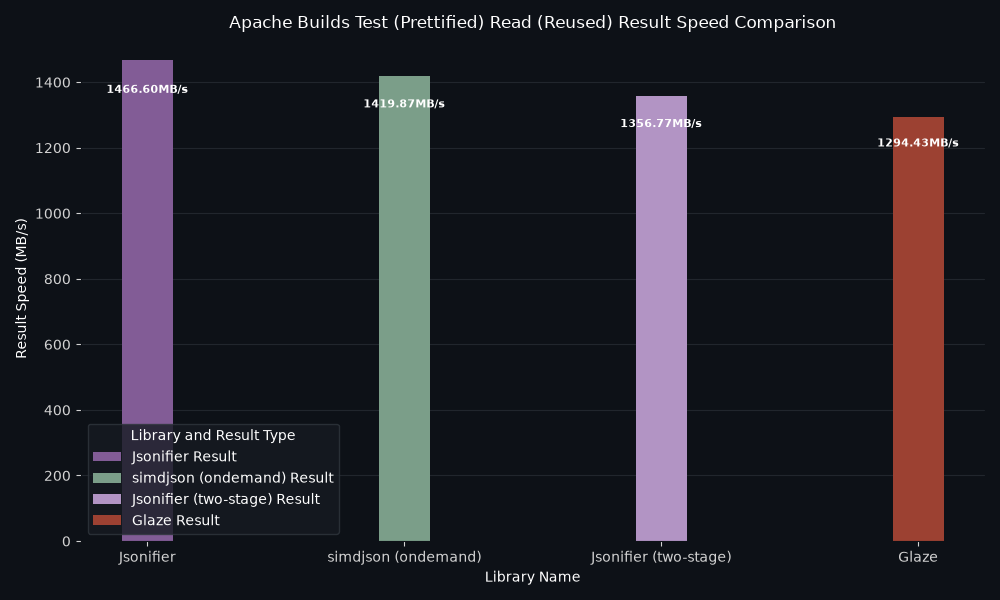 Apache Builds Test (Prettified) Read (Reused) Result Speed Comparison
Result Speed (MB/s)
1400
1200
1000
800
600
400
200
0
1466.60MB/s
1419.87MB/s
1356.77MB/s
1294.43MB/s
Library and Result Type
Jsonifier Result
simdjson (ondemand) Result
Jsonifier (two-stage) Result
Glaze Result
Jsonifier
simdjson (ondemand)
Jsonifier (two-stage)
Glaze
Library Name